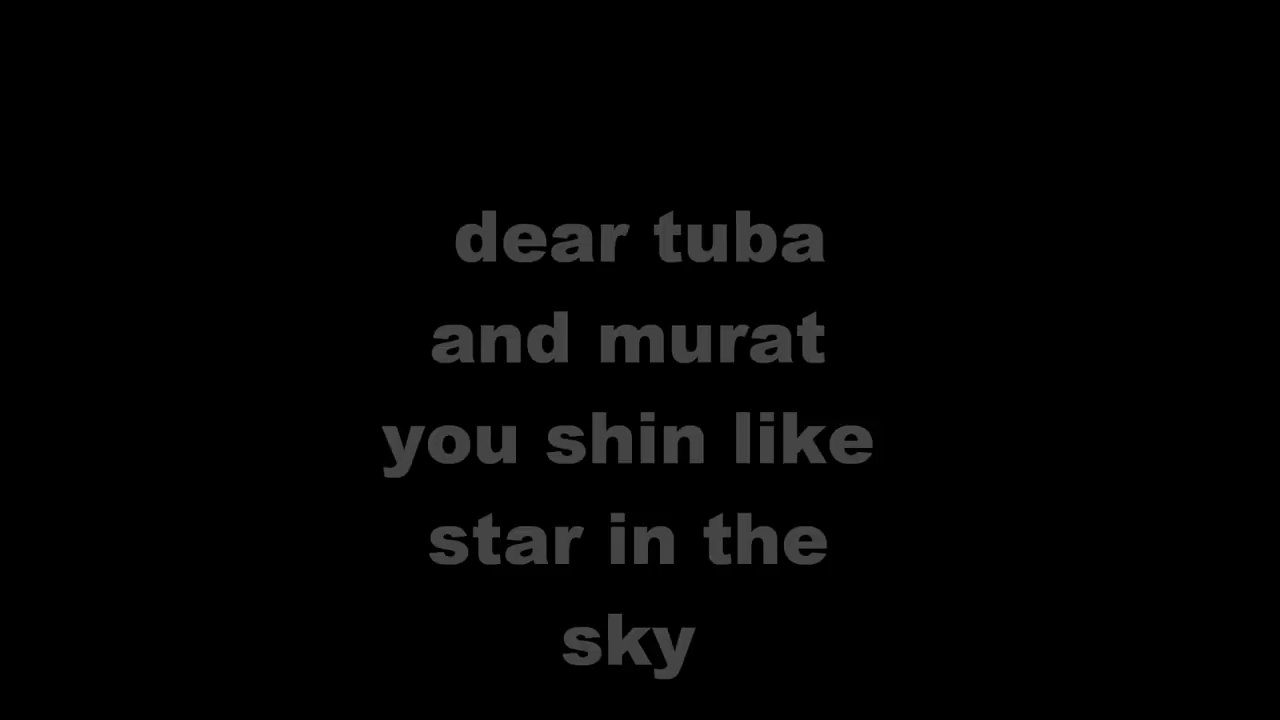 dear tuba
and murat
you shin like
star in the
sky